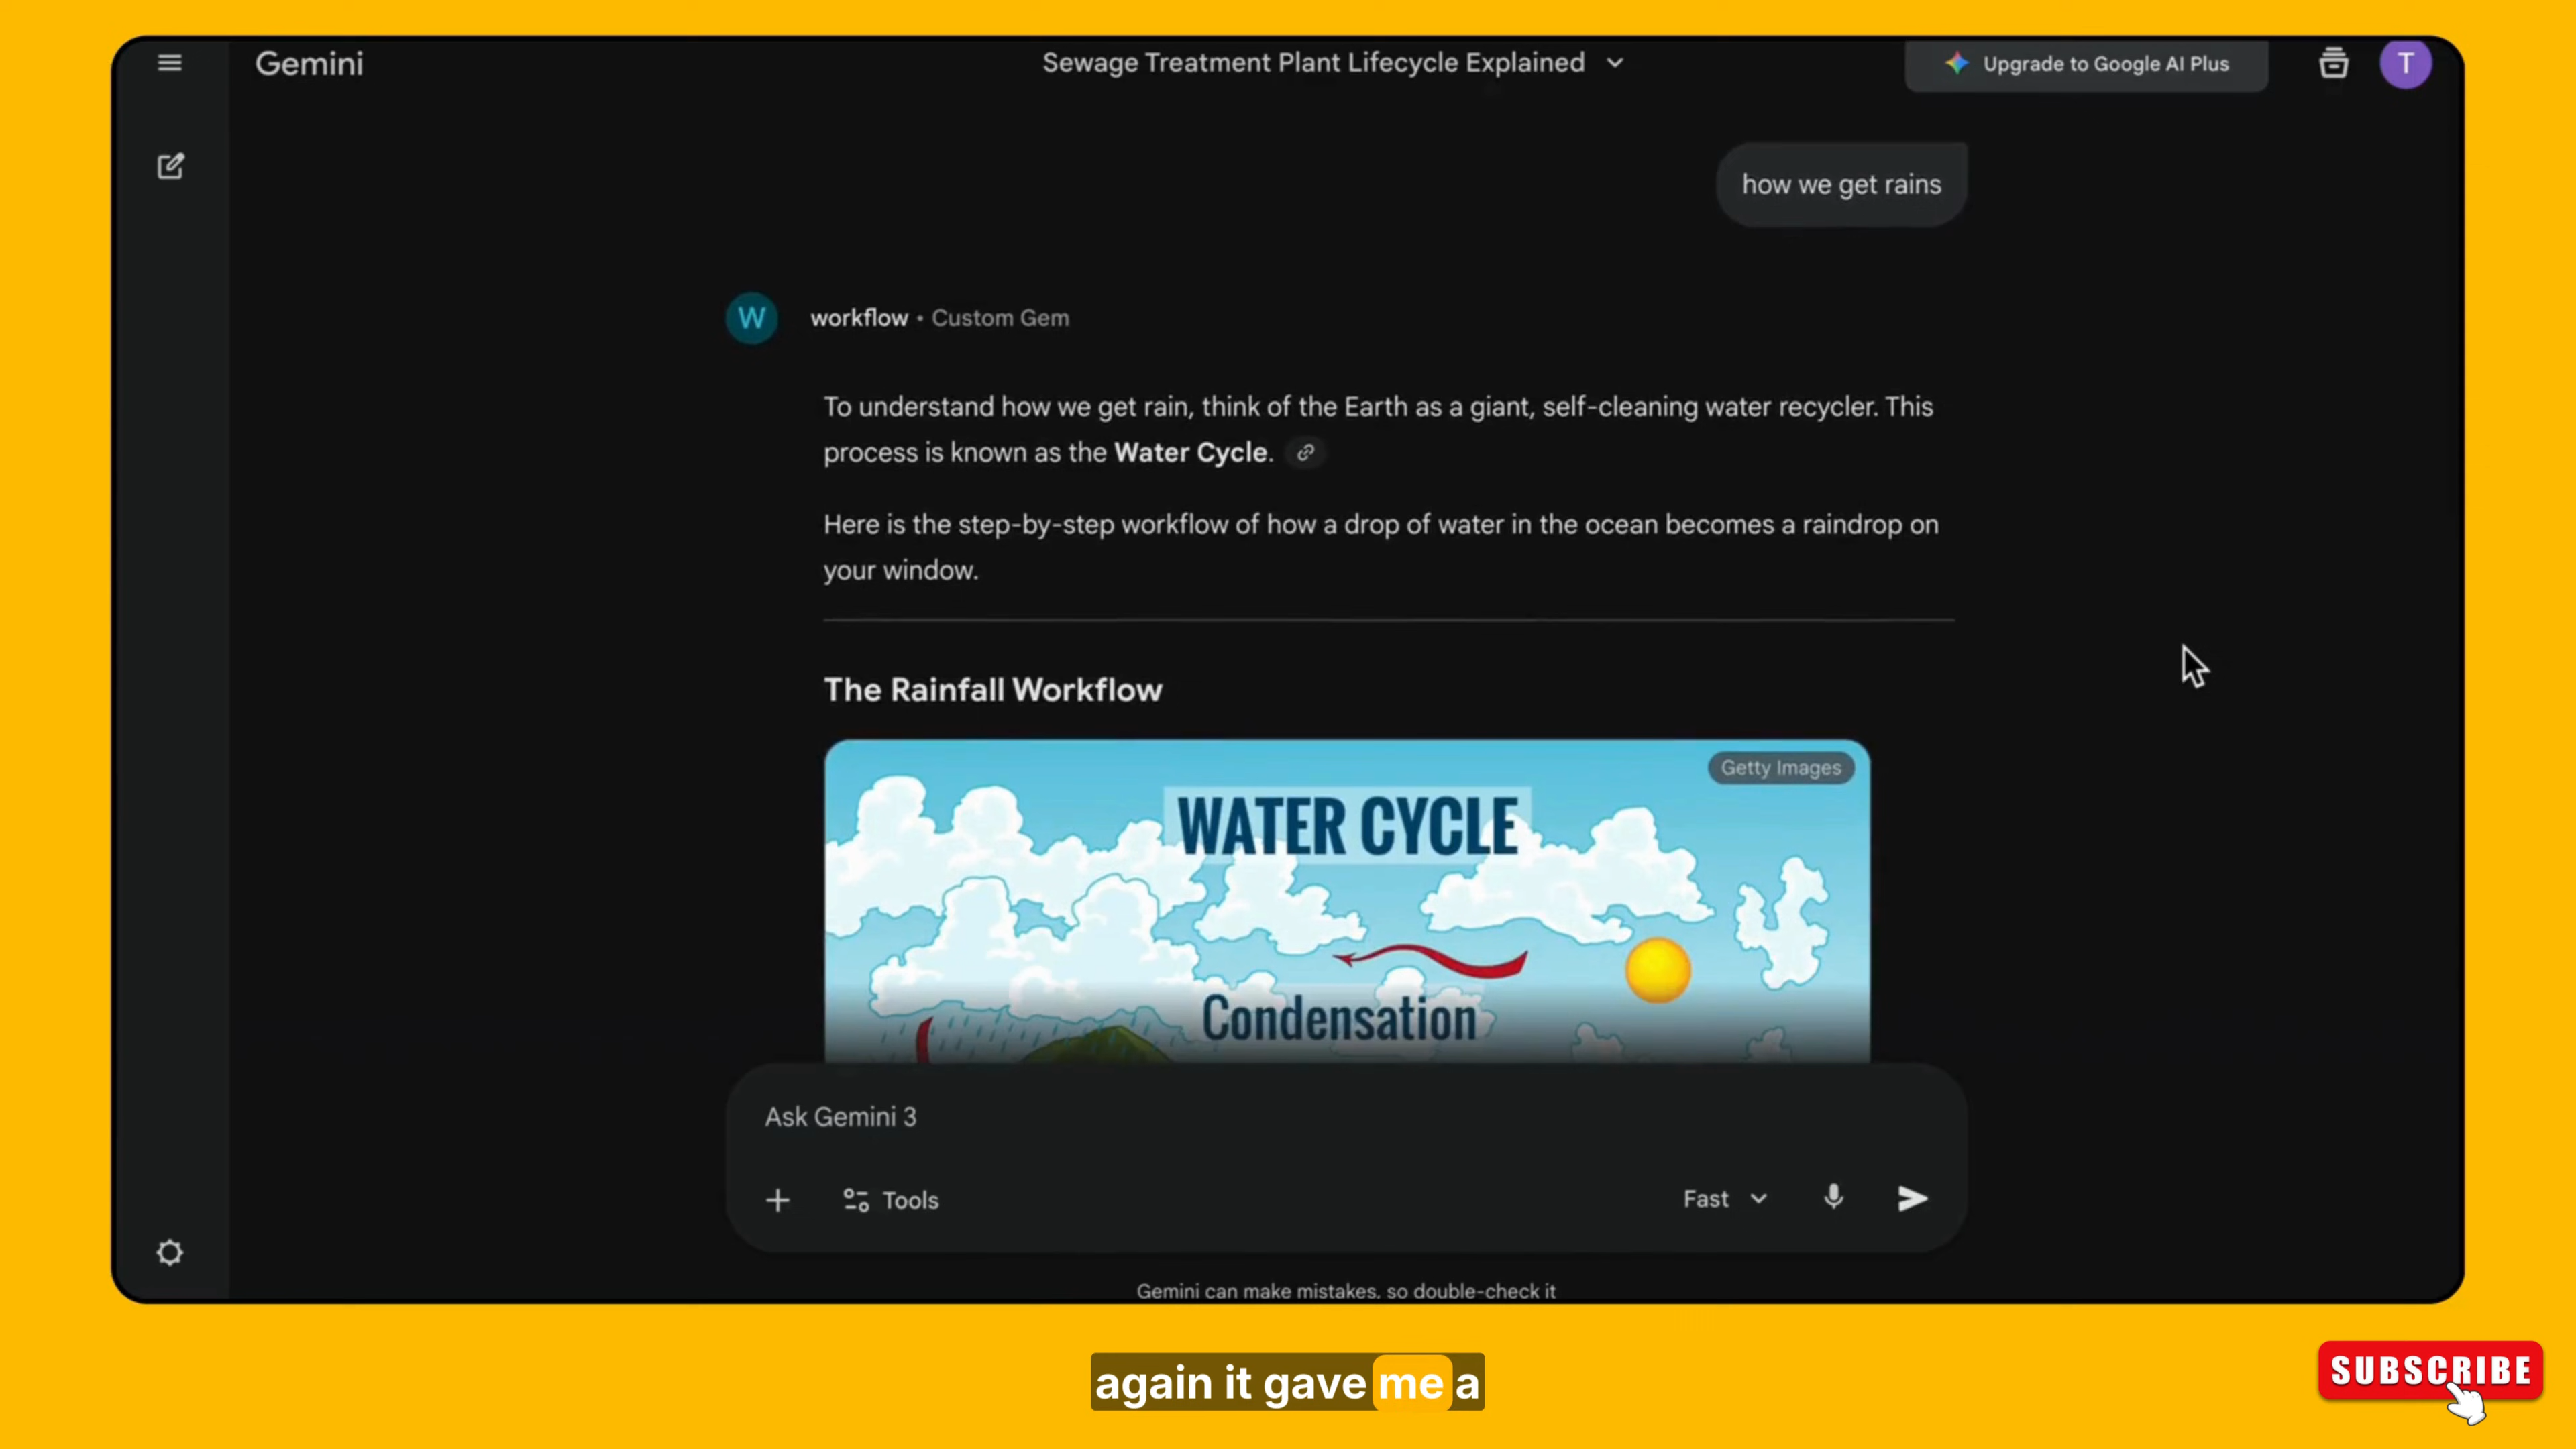 Gemini
Sewage Treatment Plant Lifecycle Explained
Upgrade to Google AI Plus
T
how we get rains
W
workflow • Custom Gem
To understand how we get rain, think of the Earth as a giant, self-cleaning water recycler. This
process is known as the Water Cycle.
Here is the step-by-step workflow of how a drop of water in the ocean becomes a raindrop on
your window.
The Rainfall Workflow
Getty Images
WATER CYCLE
Condensation
Ask Gemini 3
Tools
Fast
Gemini can make mistakes. so double-check it
again it gave me a
SUBSCRIBE